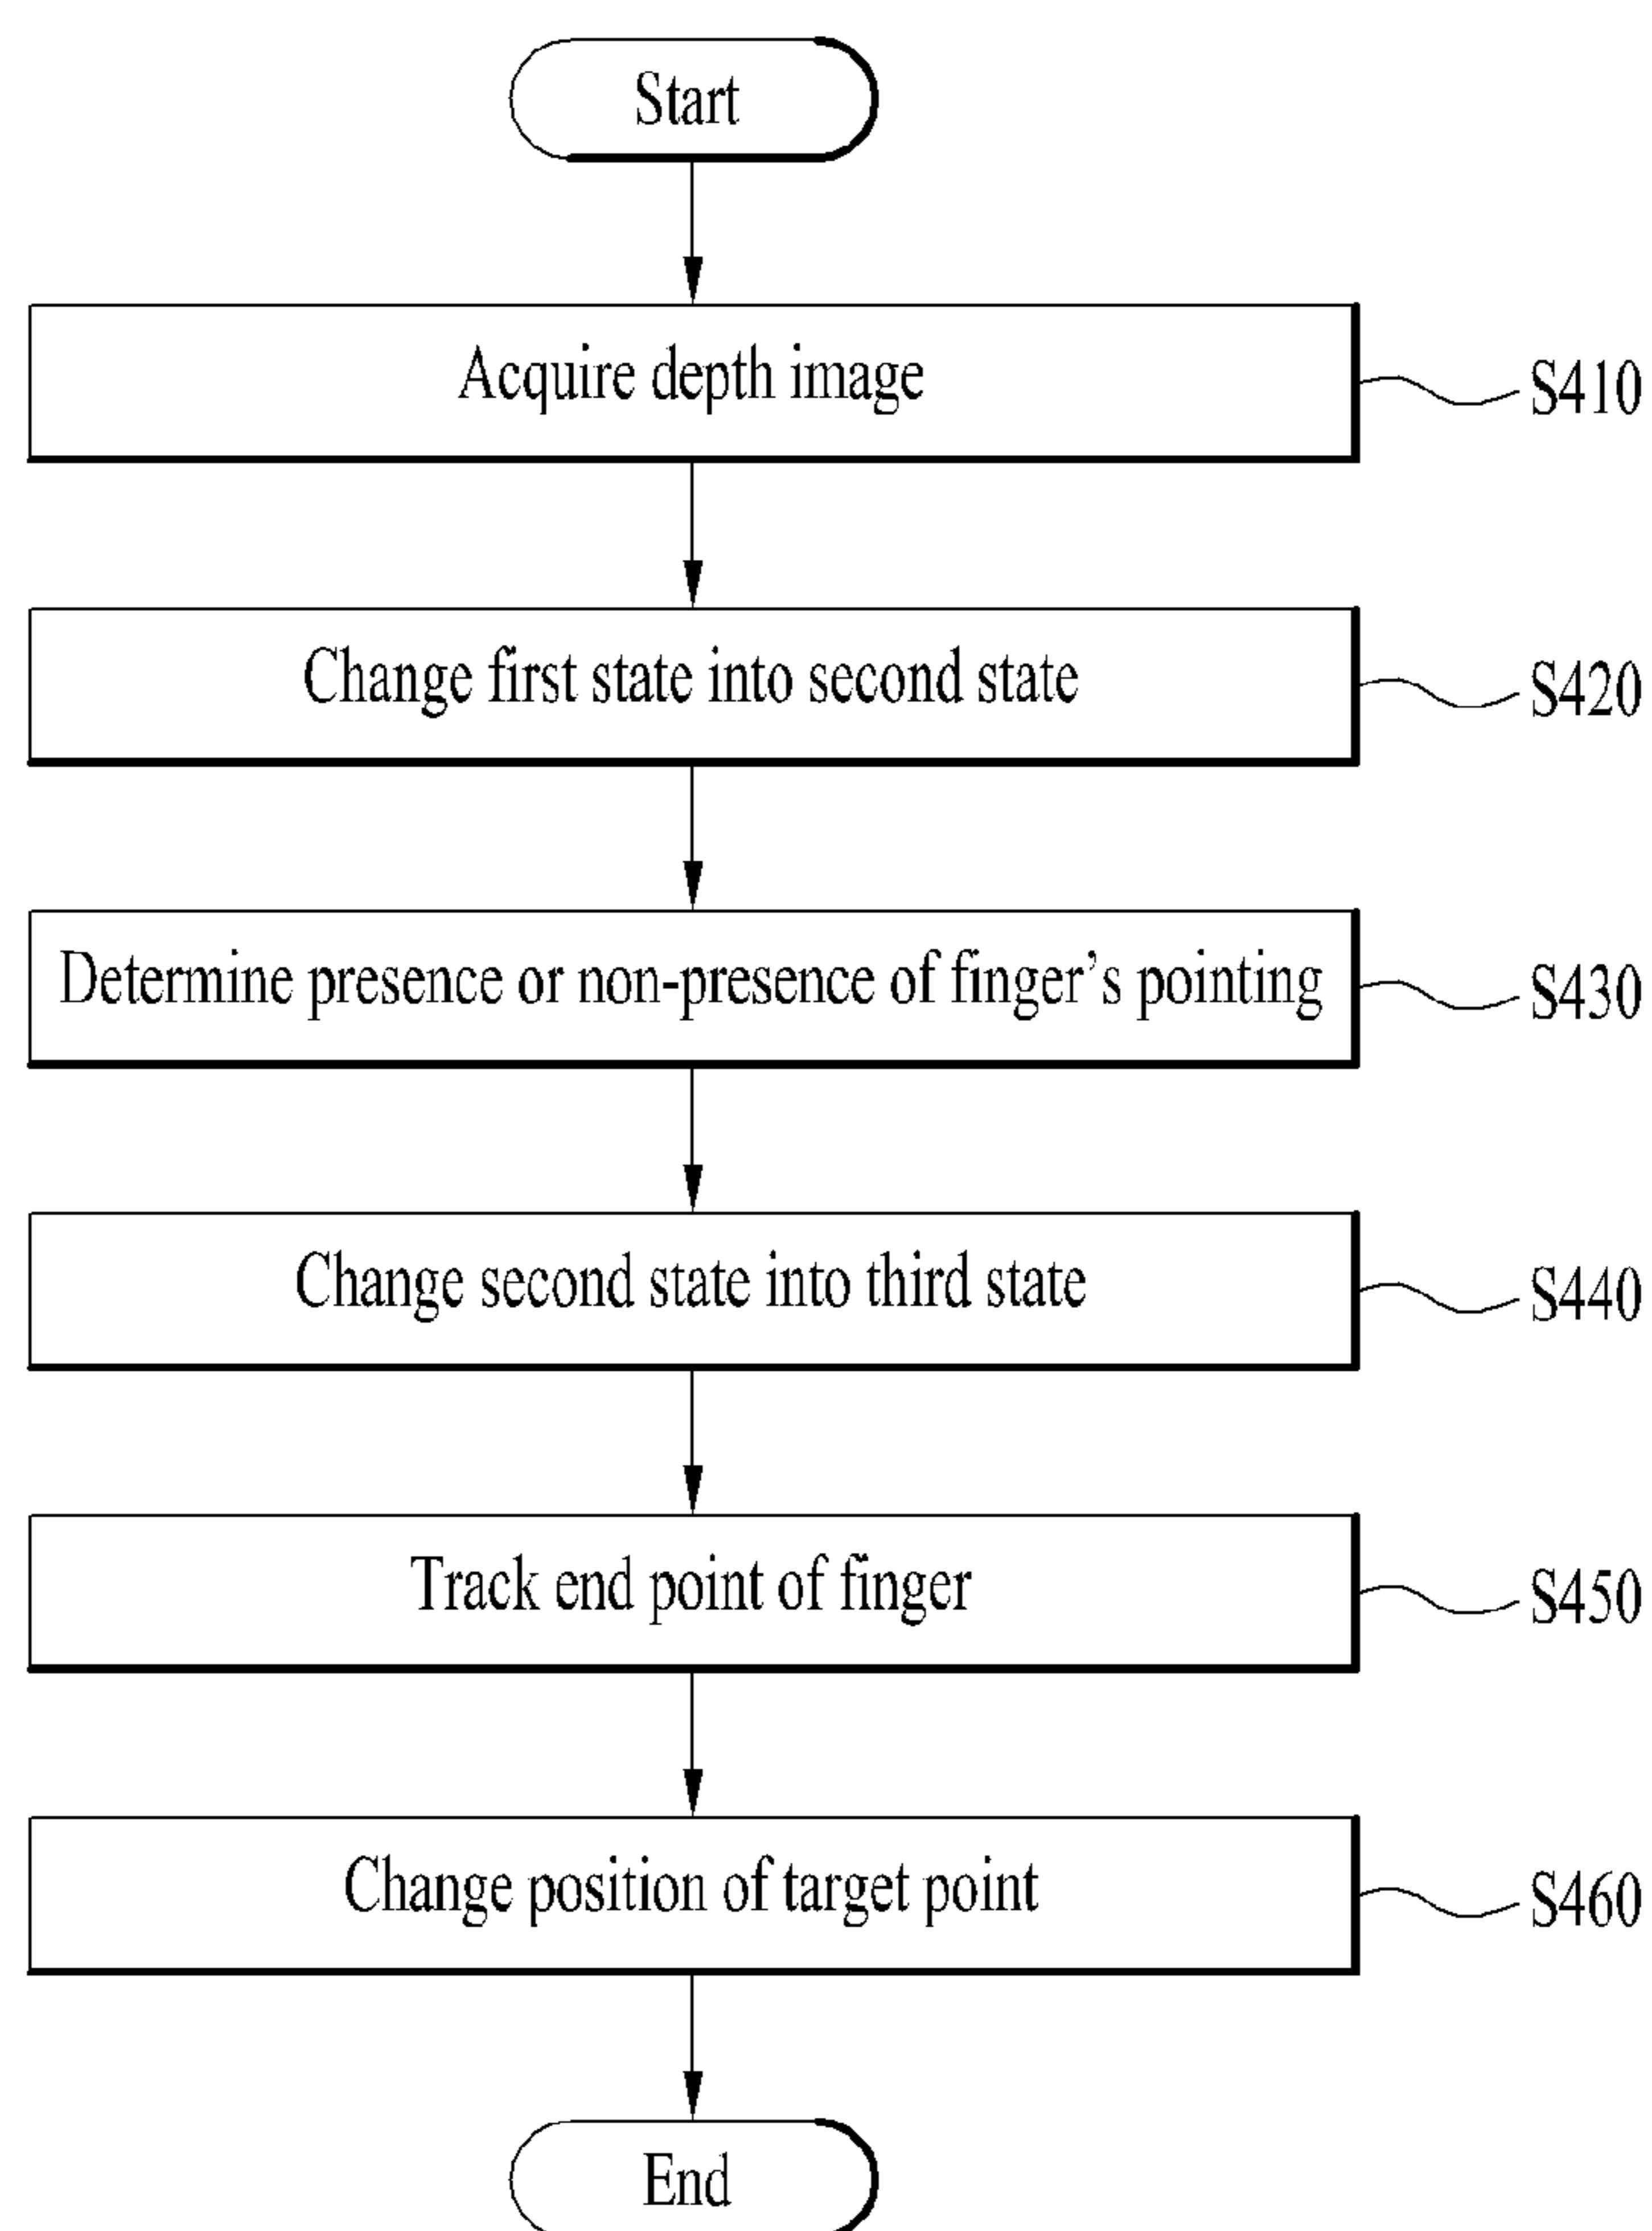 Start
Acquire depth image
S410
Change first state into second state
S420
Determine presence or non-presence of finger’s pointing
S430
Change second state into third state
S440
Track end point of finger
S450
Change position of target point
S460
End